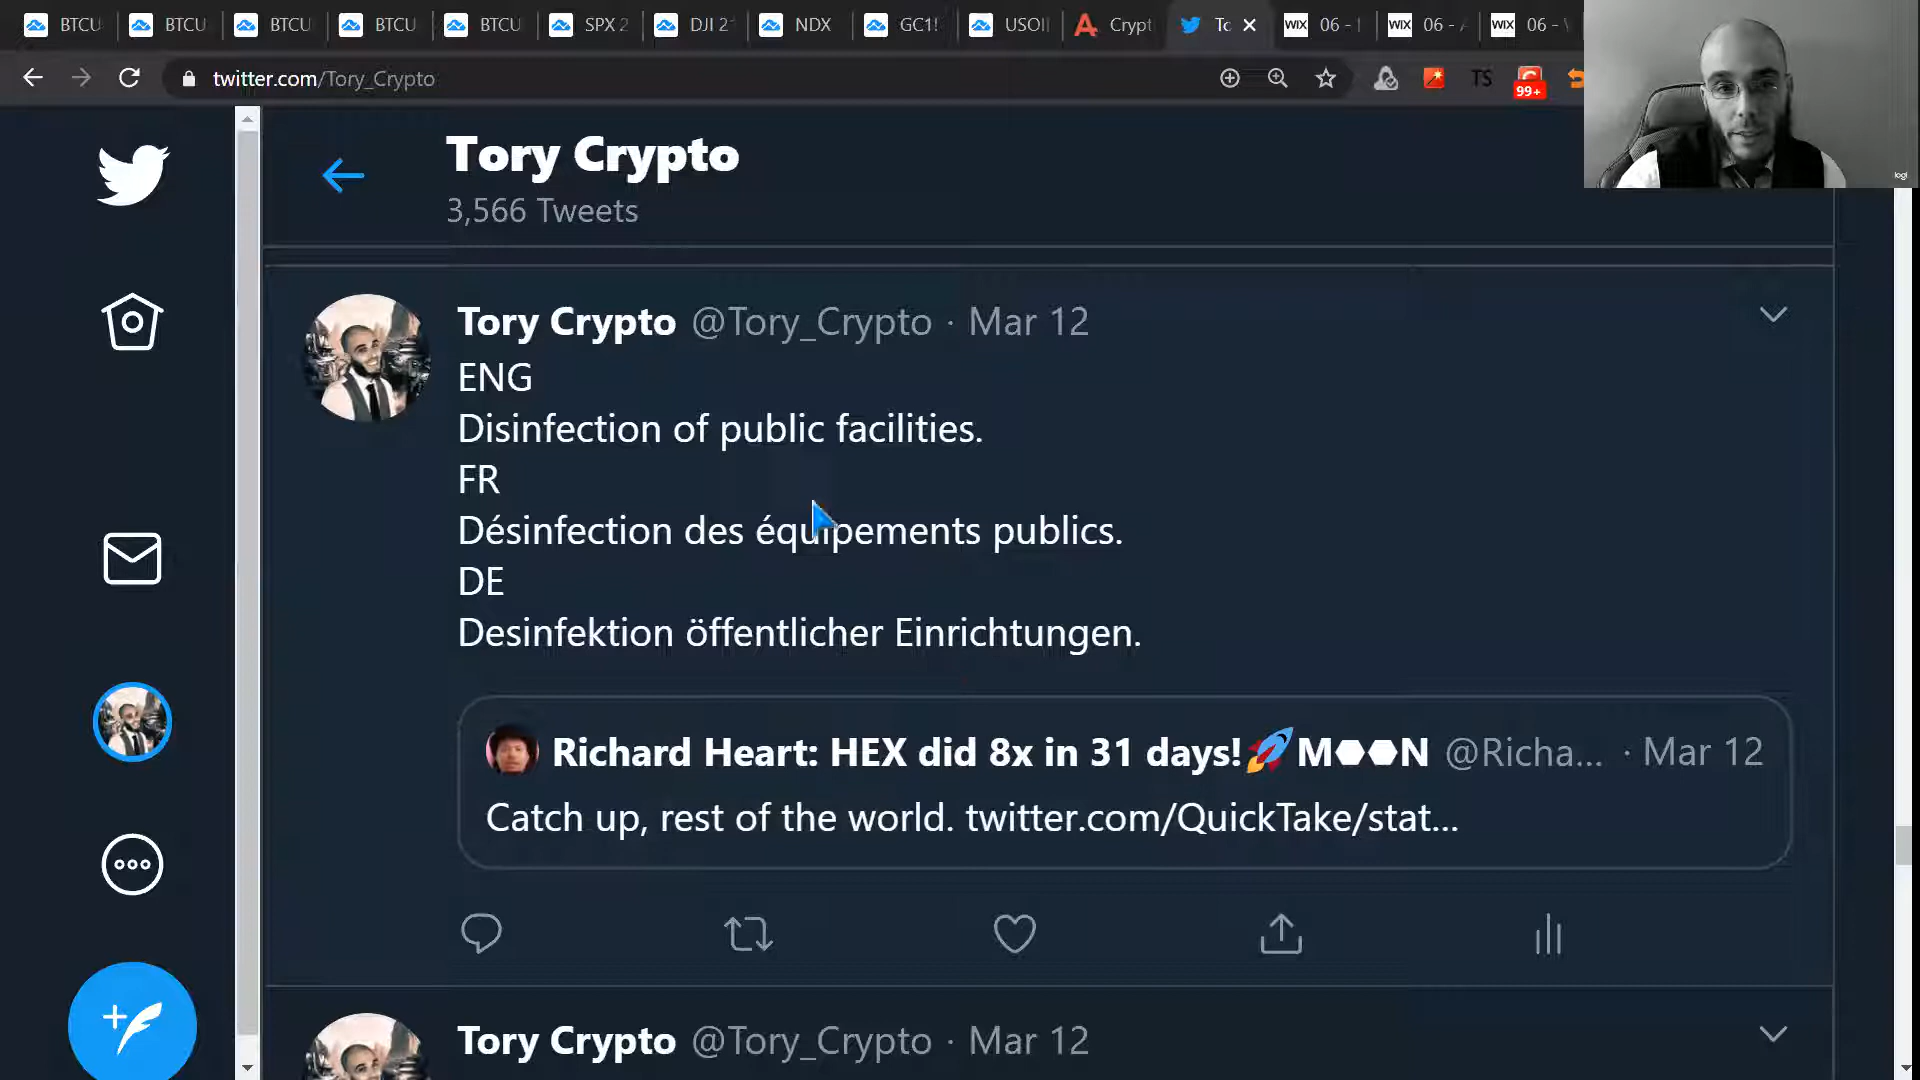 BTCU BTCU BTCU BTCU BTCU SPX 2 DJI 2 NDX GC1! USOII Crypt To WIX 06 - WIX 06 - WIX 06 -
twitter.com/Tory_Crypto
TS
99+
logi
Tory Crypto
3,566 Tweets
Tory Crypto @Tory_Crypto · Mar 12
ENG
Disinfection of public facilities.
FR
Désinfection des équipements publics.
DE
Desinfektion öffentlicher Einrichtungen.
Richard Heart: HEX did 8x in 31 days!🚀M⬣⬣N @Richa... · Mar 12
Catch up, rest of the world. twitter.com/QuickTake/stat...
Tory Crypto @Tory_Crypto · Mar 12